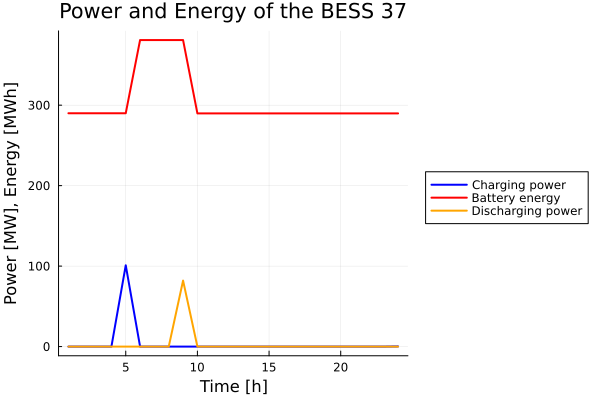 Power and Energy of the BESS 37
Power [MW], Energy [MWh]
300
200
100
0
5
10
15
20
Time [h]
Charging power
Battery energy
Discharging power